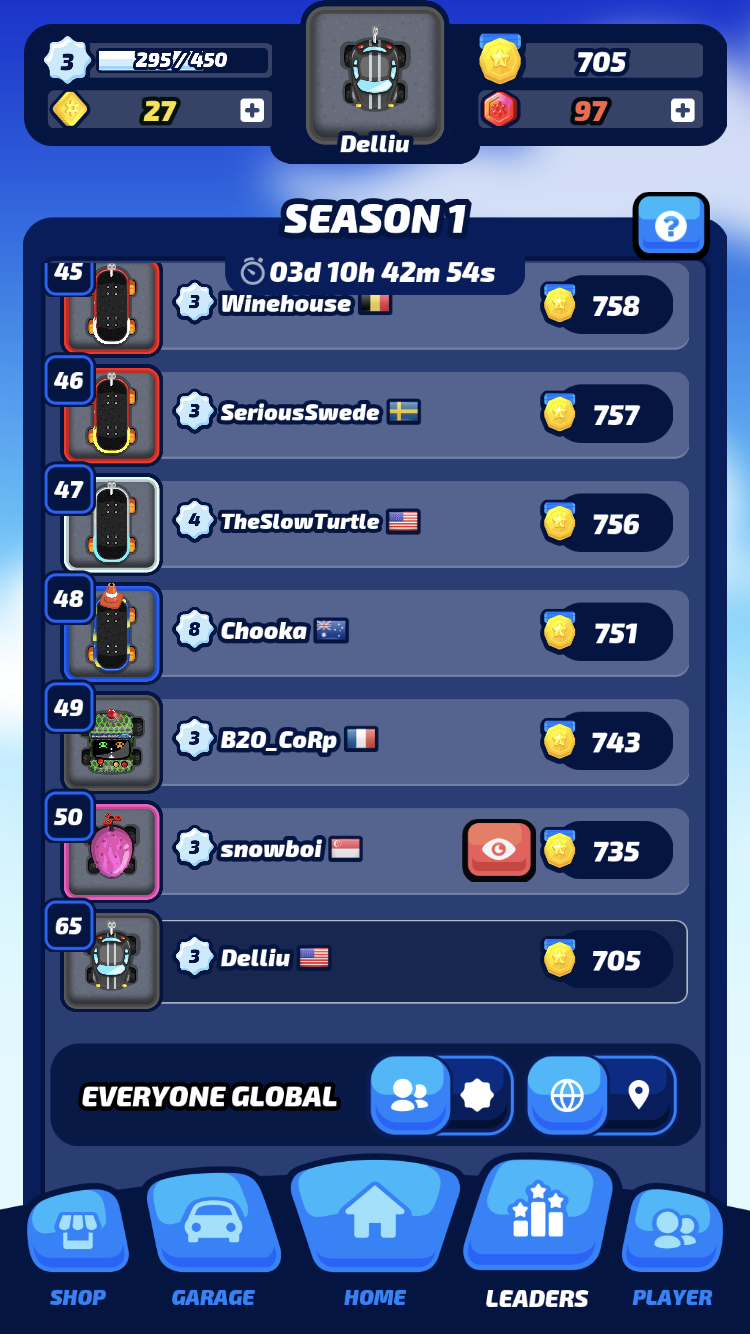 3 295/450 705
27 97
Delliu
SEASON 1
03d 10h 42m 54s
45 3 Winehouse 758
46 3 SeriousSwede 757
47 4 TheSlowTurtle 756
48 8 Chooka 751
49 3 B2O_CoRp 743
50 3 snowboi 735
65 3 Delliu 705
EVERYONE GLOBAL
SHOP GARAGE HOME LEADERS PLAYER